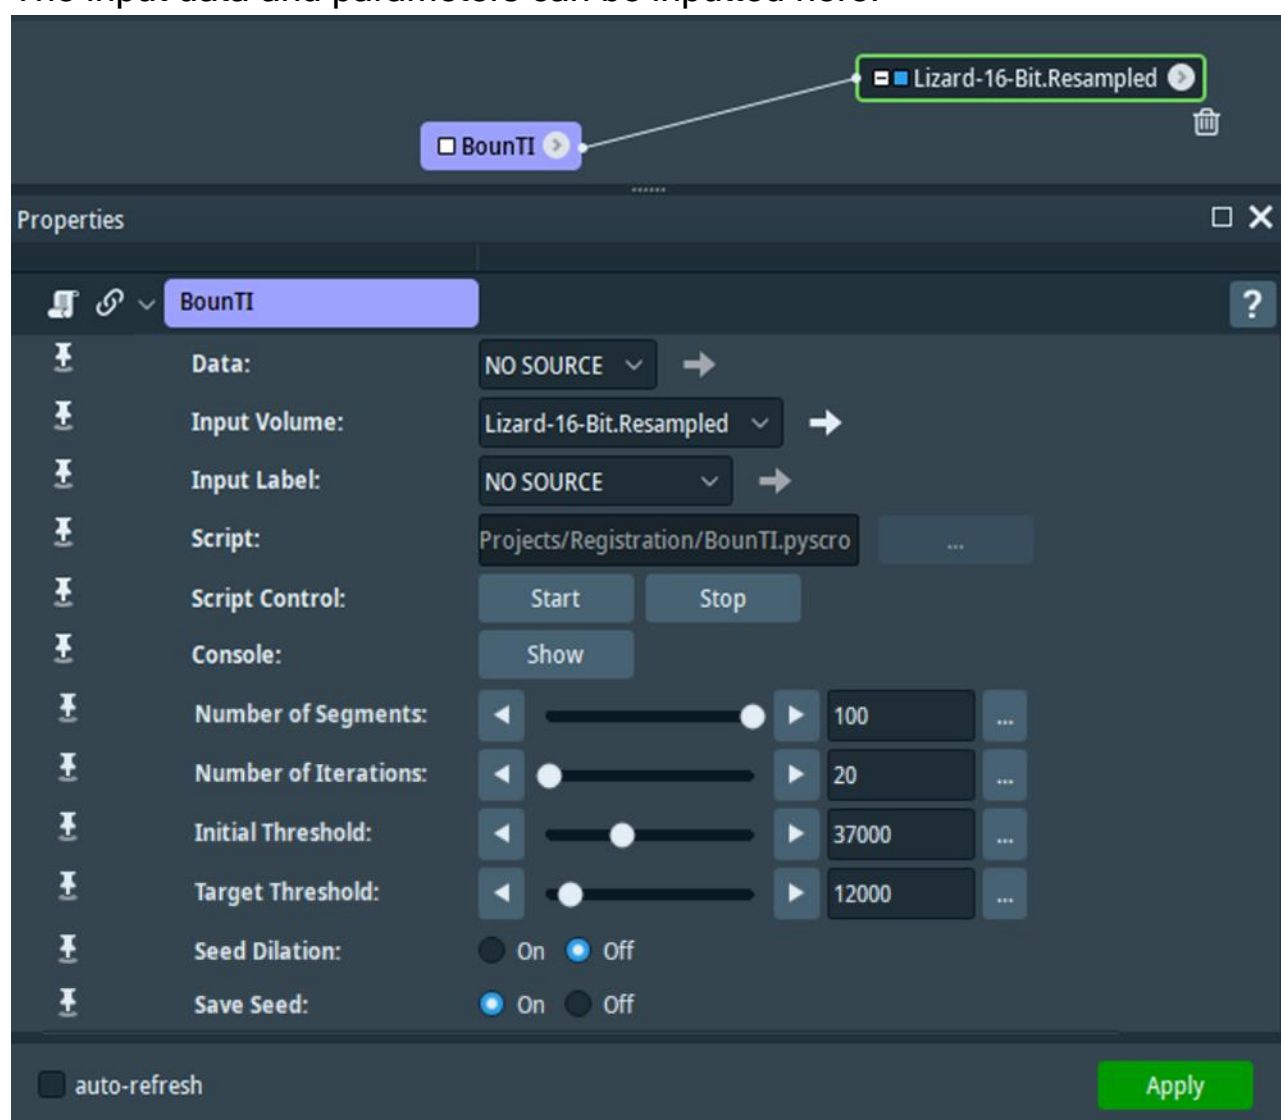 The input data and parameters can be inputted here.
Lizard-16-Bit.Resampled
BounTI
Properties
BounTI ?
Data: NO SOURCE
Input Volume: Lizard-16-Bit.Resampled
Input Label: NO SOURCE
Script: Projects/Registration/BounTI.pyscro ...
Script Control: Start Stop
Console: Show
Number of Segments: 100 ...
Number of Iterations: 20 ...
Initial Threshold: 37000 ...
Target Threshold: 12000 ...
Seed Dilation: On Off
Save Seed: On Off
auto-refresh Apply